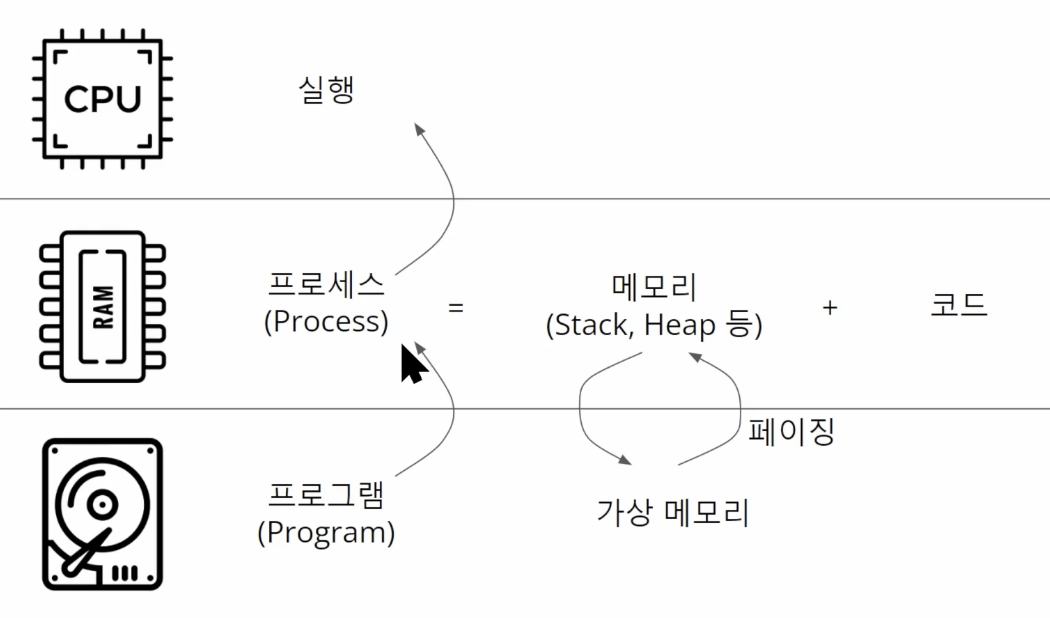 CPU
실행
RAM
프로세스
(Process)
=
메모리
(Stack, Heap 등)
+
코드
페이징
프로그램
(Program)
가상 메모리